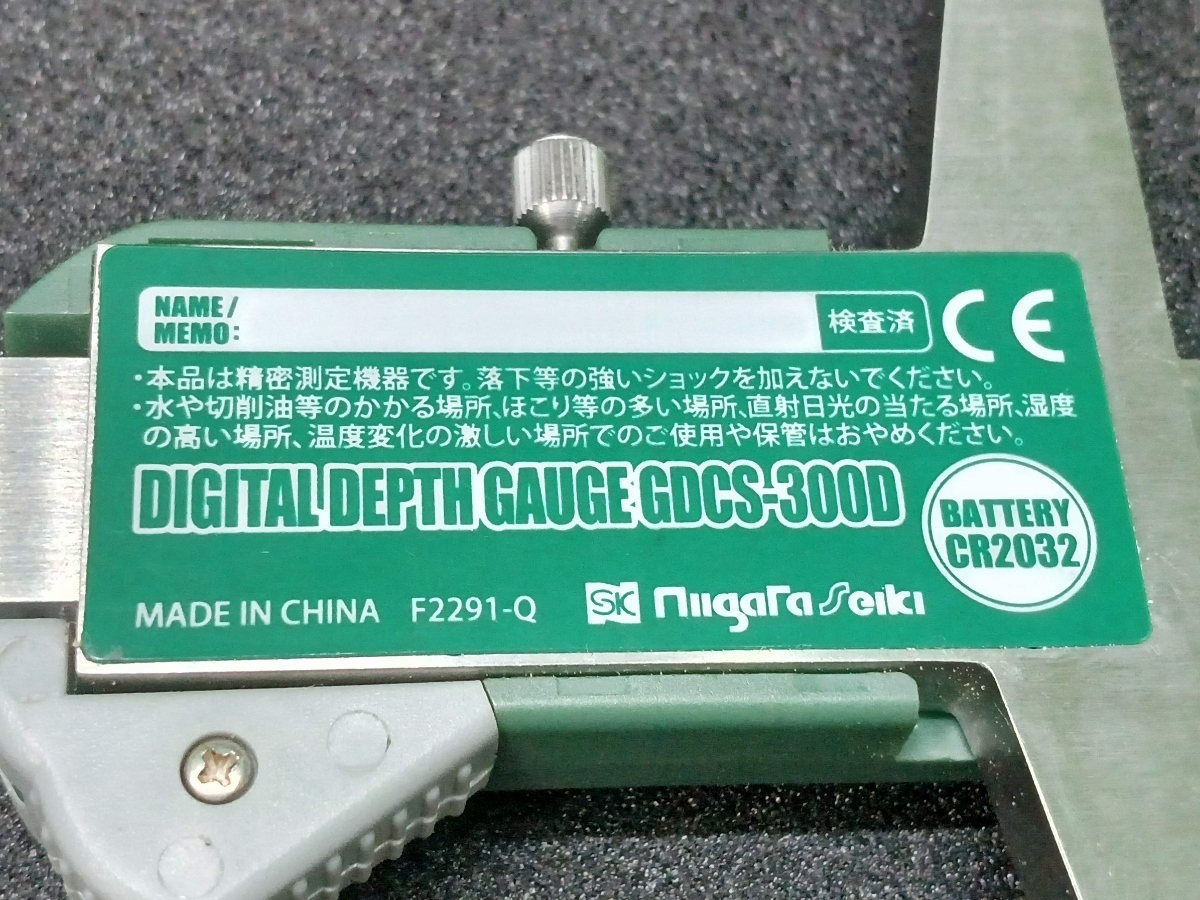 NAME/
MEMO:
検査済
CE
・本品は精密測定機器です。落下等の強いショックを加えないでください。
・水や切削油等のかかる場所、ほこり等の多い場所、直射日光の当たる場所、湿度
の高い場所、温度変化の激しい場所でのご使用や保管はおやめください。
DIGITAL DEPTH GAUGE GDCS-300D
BATTERY
CR2032
MADE IN CHINA F2291-Q SK Niigata Seiki